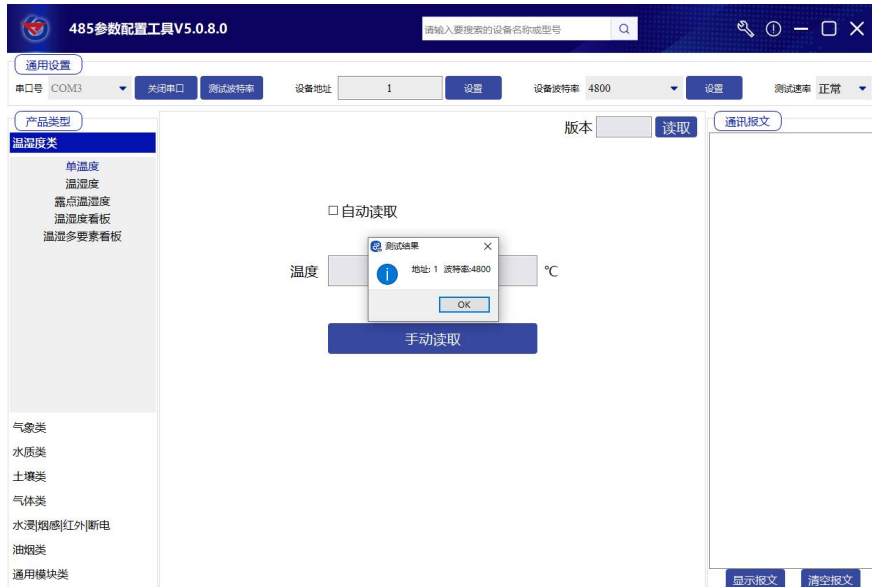 485参数配置工具V5.0.8.0
请输入要搜索的设备名称或型号
通用设置
串口号 COM3 关闭串口 测试波特率 设备地址 1 设置 设备波特率 4800 设置 测试速率 正常
产品类型
温湿度类
单温度
温湿度
露点温湿度
温湿度看板
温湿多要素看板
气象类
水质类
土壤类
气体类
水浸|烟感|红外|断电
油烟类
通用模块类
版本 读取
自动读取
测试结果
地址: 1 波特率:4800
OK
温度 ℃
手动读取
通讯报文
显示报文 清空报文